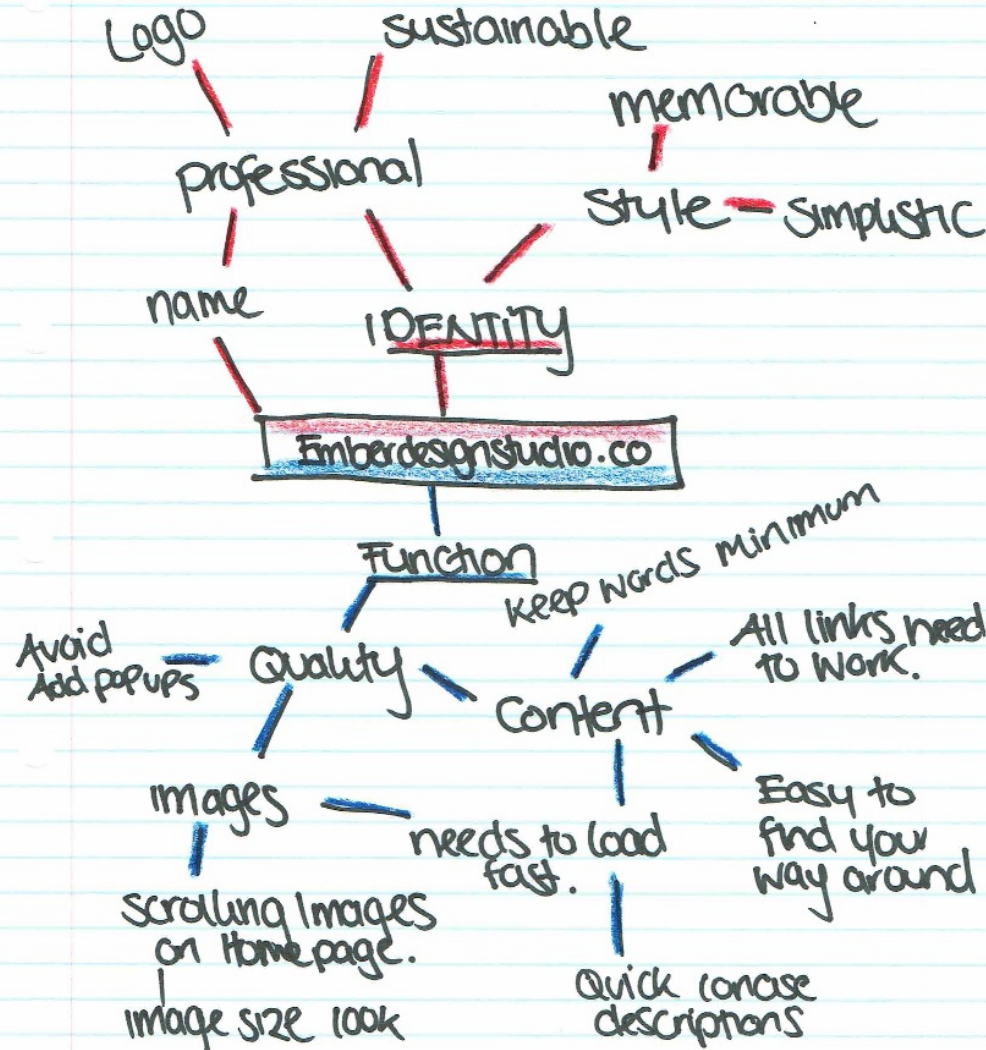 Logo
sustainable
memorable
professional
Style
Simplistic
name
IDENTITY
Emberdesignstudio.co
Function
Keep words minimum
Avoid
Add popups
Quality
All links need
to work.
Content
Images
needs to load
fast.
Easy to
find your
way around
scrolling Images
on Homepage.
image size 100k
Quick concise
descriptions